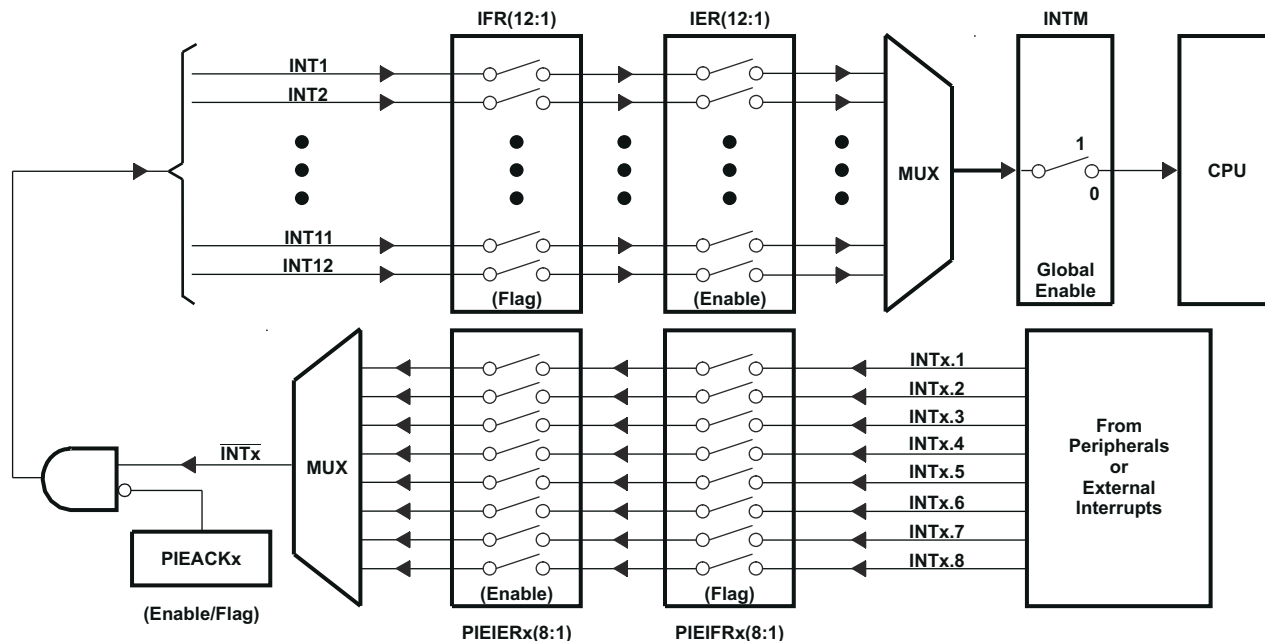 IFR(12:1)
IER(12:1)
INTM
INT1
INT2
1
MUX
CPU
0
INT11
INT12
(Flag)
(Enable)
Global
Enable
INTx.1
INTx.2
INTx.3
INTx.4
INTx.5
INTx.6
INTx.7
INTx.8
From
Peripherals
or
External
Interrupts
INTx
MUX
PIEACKx
(Enable/Flag)
(Enable)
(Flag)
PIEIERx(8:1)
PIEIFRx(8:1)